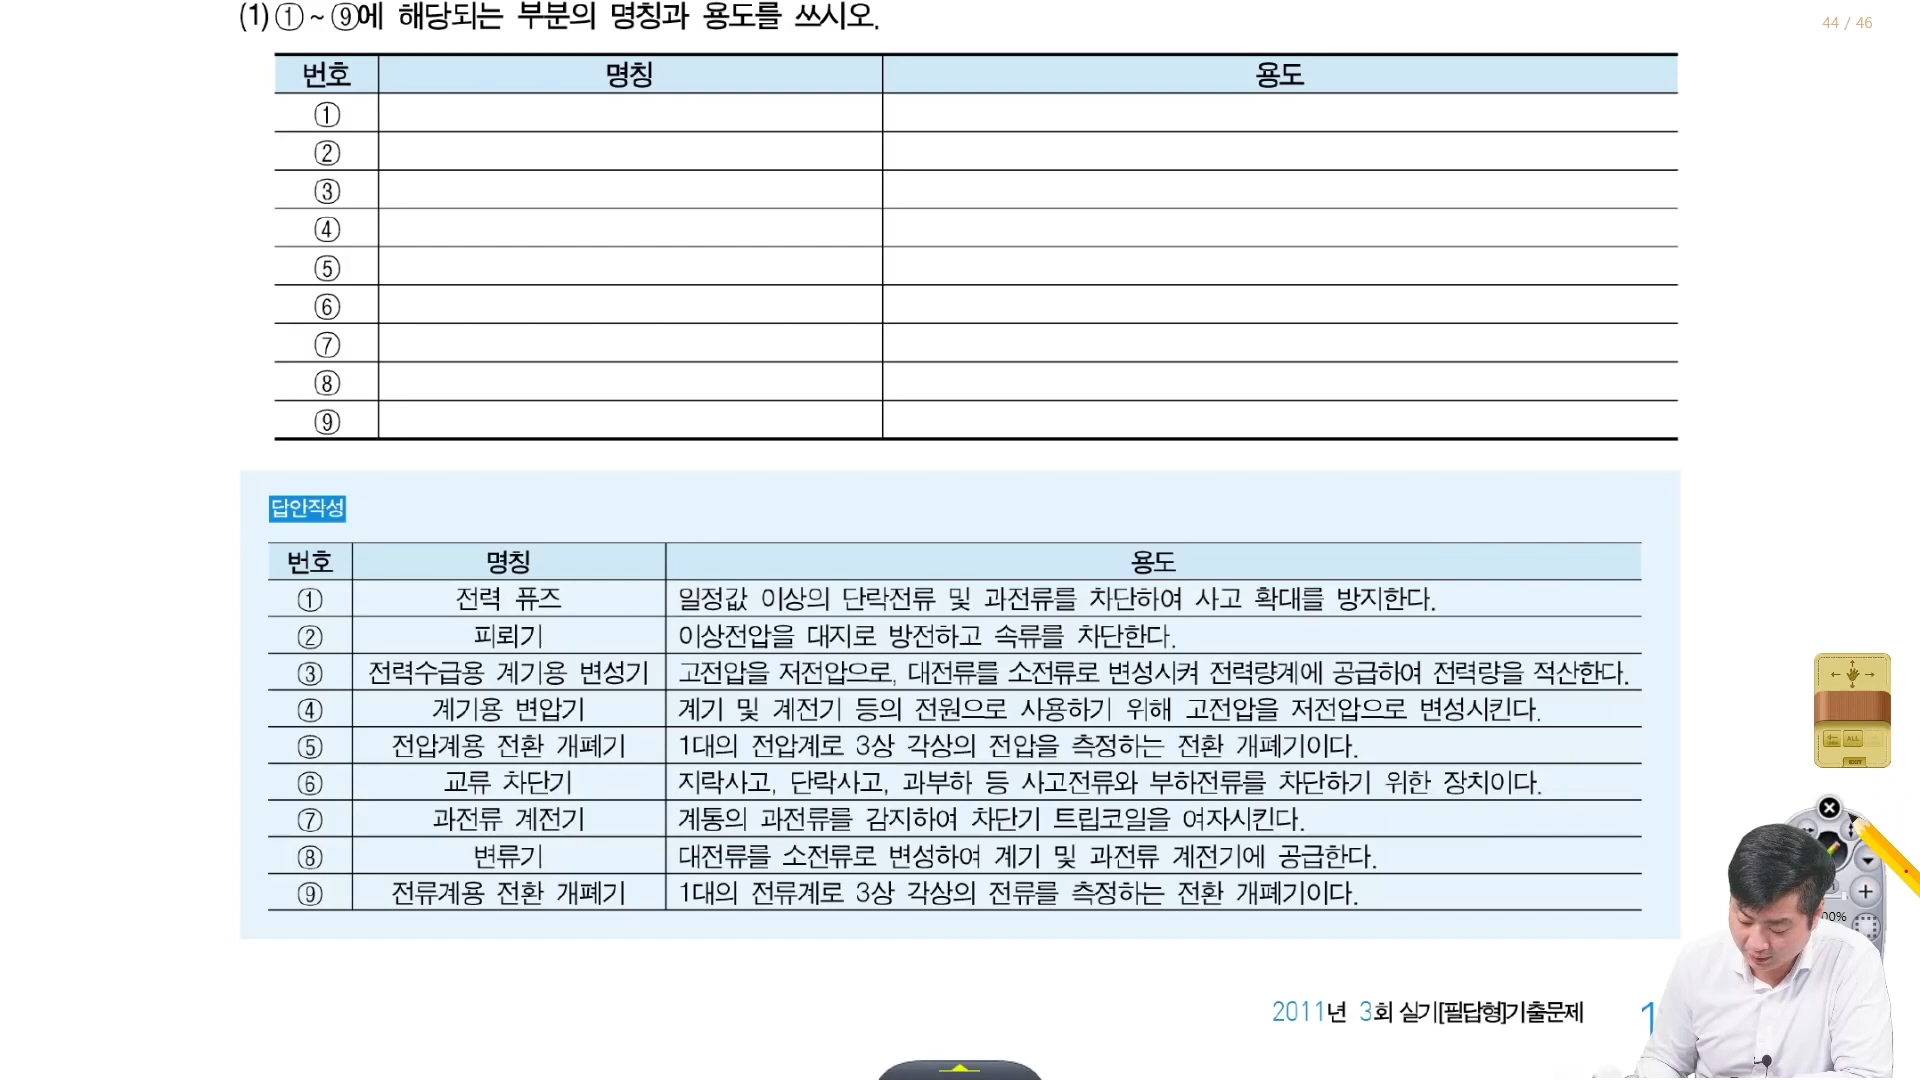 (1) ①~⑨에 해당되는 부분의 명칭과 용도를 쓰시오.
44 / 46
번호 명칭 용도
①
②
③
④
⑤
⑥
⑦
⑧
⑨
답안작성
번호 명칭 용도
① 전력 퓨즈 일정값 이상의 단락전류 및 과전류를 차단하여 사고 확대를 방지한다.
② 피뢰기 이상전압을 대지로 방전하고 속류를 차단한다.
③ 전력수급용 계기용 변성기 고전압을 저전압으로, 대전류를 소전류로 변성시켜 전력량계에 공급하여 전력량을 적산한다.
④ 계기용 변압기 계기 및 계전기 등의 전원으로 사용하기 위해 고전압을 저전압으로 변성시킨다.
⑤ 전압계용 전환 개폐기 1대의 전압계로 3상 각상의 전압을 측정하는 전환 개폐기이다.
⑥ 교류 차단기 지락사고, 단락사고, 과부하 등 사고전류와 부하전류를 차단하기 위한 장치이다.
⑦ 과전류 계전기 계통의 과전류를 감지하여 차단기 트립코일을 여자시킨다.
⑧ 변류기 대전류를 소전류로 변성하여 계기 및 과전류 계전기에 공급한다.
⑨ 전류계용 전환 개폐기 1대의 전류계로 3상 각상의 전류를 측정하는 전환 개폐기이다.
ALL
EXIT
00%
2011년 3회 실기[필답형]기출문제 1